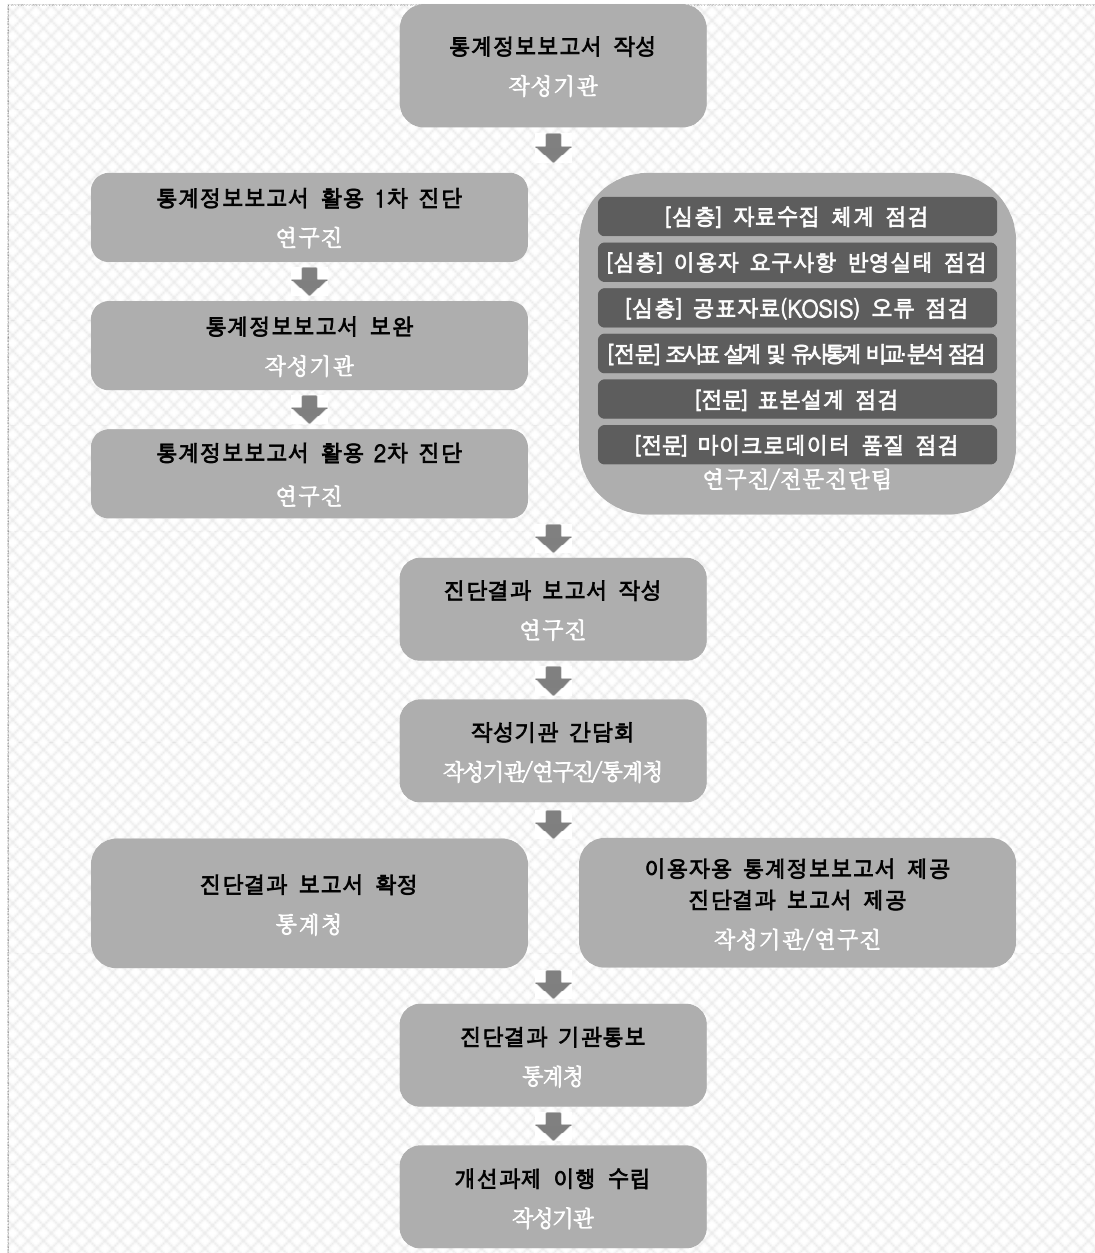 통계정보보고서 작성
작성기관
통계정보보고서 활용 1차 진단
연구진
통계정보보고서 보완
작성기관
통계정보보고서 활용 2차 진단
연구진
[심층] 자료수집 체계 점검
[심층] 이용자 요구사항 반영실태 점검
[심층] 공표자료(KOSIS) 오류 점검
[전문] 조사표 설계 및 유사통계 비교·분석 점검
[전문] 표본설계 점검
[전문] 마이크로데이터 품질 점검
연구진/전문진단팀
진단결과 보고서 작성
연구진
작성기관 간담회
작성기관/연구진/통계청
진단결과 보고서 확정
통계청
이용자용 통계정보보고서 제공
진단결과 보고서 제공
작성기관/연구진
진단결과 기관통보
통계청
개선과제 이행 수립
작성기관